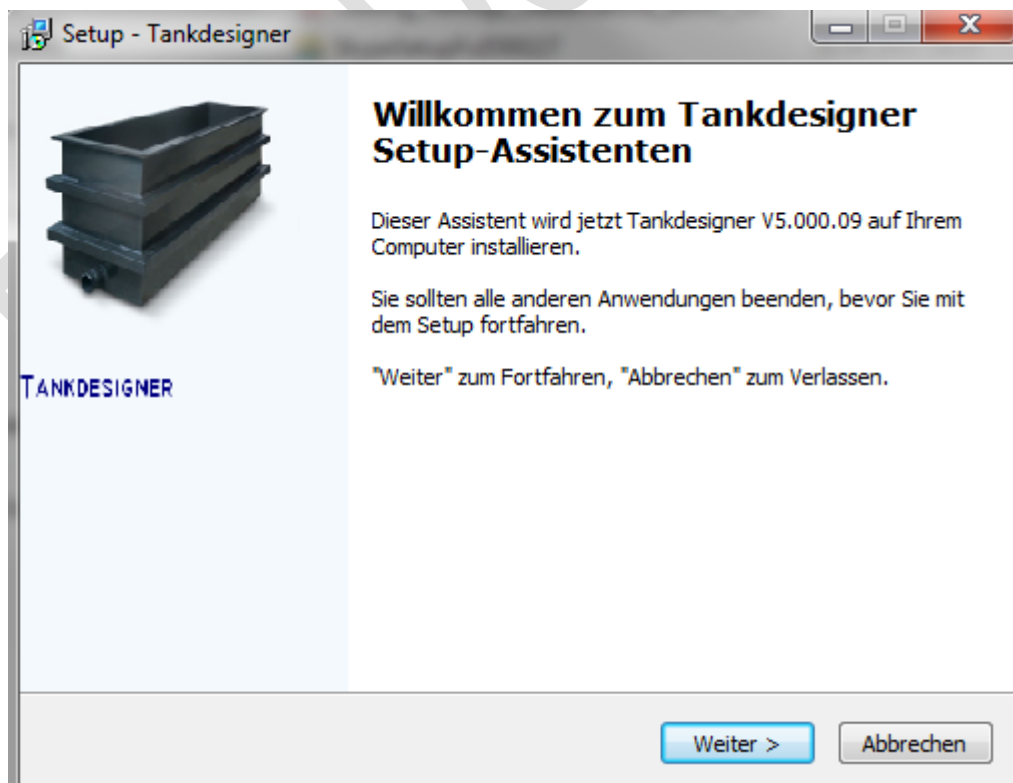 Setup - Tankdesigner
Willkommen zum Tankdesigner
Setup-Assistenten
Dieser Assistent wird jetzt Tankdesigner V5.000.09 auf Ihrem
Computer installieren.
Sie sollten alle anderen Anwendungen beenden, bevor Sie mit
dem Setup fortfahren.
"Weiter" zum Fortfahren, "Abbrechen" zum Verlassen.
TANKDESIGNER
Weiter >
Abbrechen